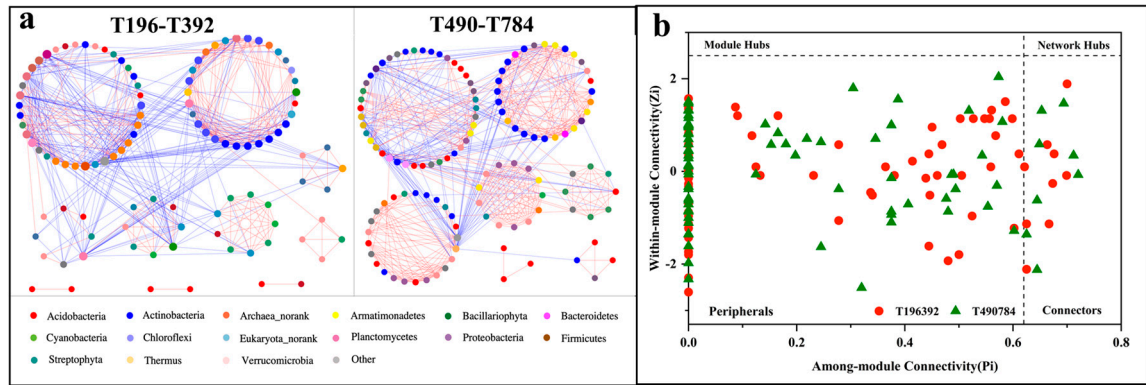 a
T196-T392
T490-T784
Acidobacteria
Actinobacteria
Archaea_norank
Armatimonadetes
Bacillariophyta
Bacteroidetes
Cyanobacteria
Chloroflexi
Eukaryota_norank
Planctomycetes
Proteobacteria
Firmicutes
Streptophyta
Thermus
Verrucomicrobia
Other
b
Module Hubs
Network Hubs
Within-module Connectivity(Zi)
2
0
-2
Peripherals
T196392
T490784
Connectors
0.0
0.2
0.4
0.6
0.8
Among-module Connectivity(Pi)